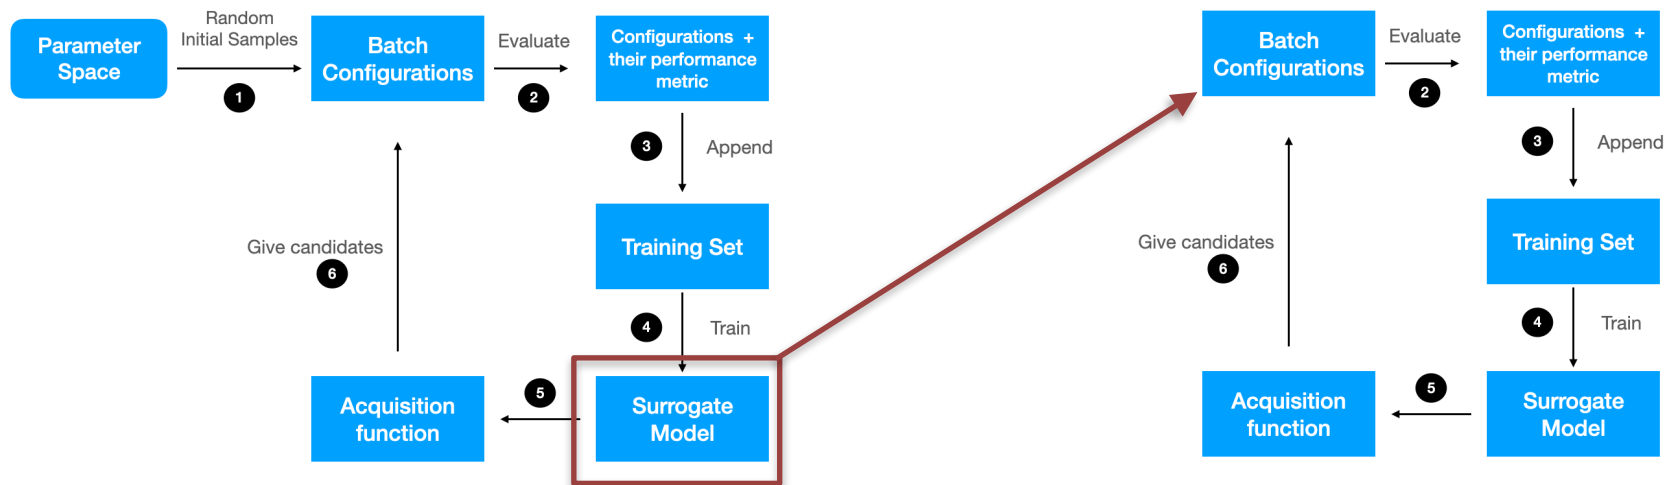 Parameter
Space
Random
Initial Samples
1
Batch
Configurations
Evaluate
2
Configurations +
their performance
metric
3
Append
Training Set
4
Train
Surrogate
Model
5
Acquisition
function
Give candidates
6
Batch
Configurations
Evaluate
2
Configurations +
their performance
metric
3
Append
Training Set
4
Train
Surrogate
Model
5
Acquisition
function
Give candidates
6